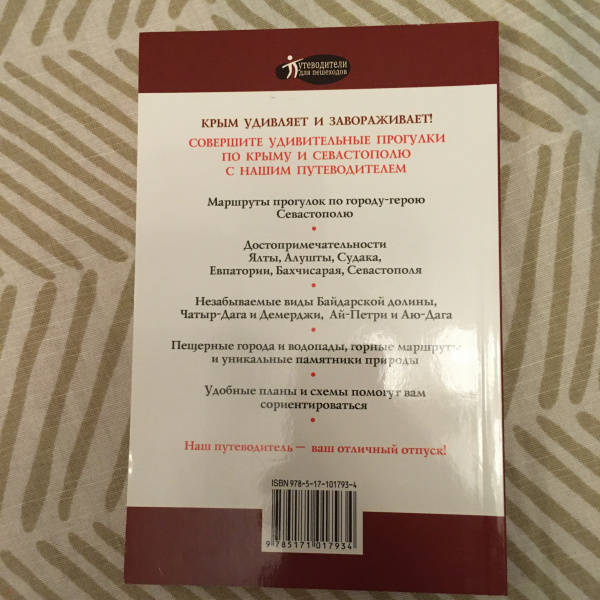 Путеводители
для пешеходов
Крым удивляет и завораживает!
Совершите удивительные прогулки
по Крыму и Севастополю
с нашим путеводителем
Маршруты прогулок по городу-герою
Севастополю
•
Достопримечательности
Ялты, Алушты, Судака,
Евпатории, Бахчисарая, Севастополя
•
Незабываемые виды Байдарской долины,
Чатыр-Дага и Демерджи, Ай-Петри и Аю-Дага
•
Пещерные города и водопады, горные маршруты
и уникальные памятники природы
•
Удобные планы и схемы помогут вам
сориентироваться
•
Наш путеводитель — ваш отличный отпуск!
ISBN 978-5-17-101793-4
9 785171 017934